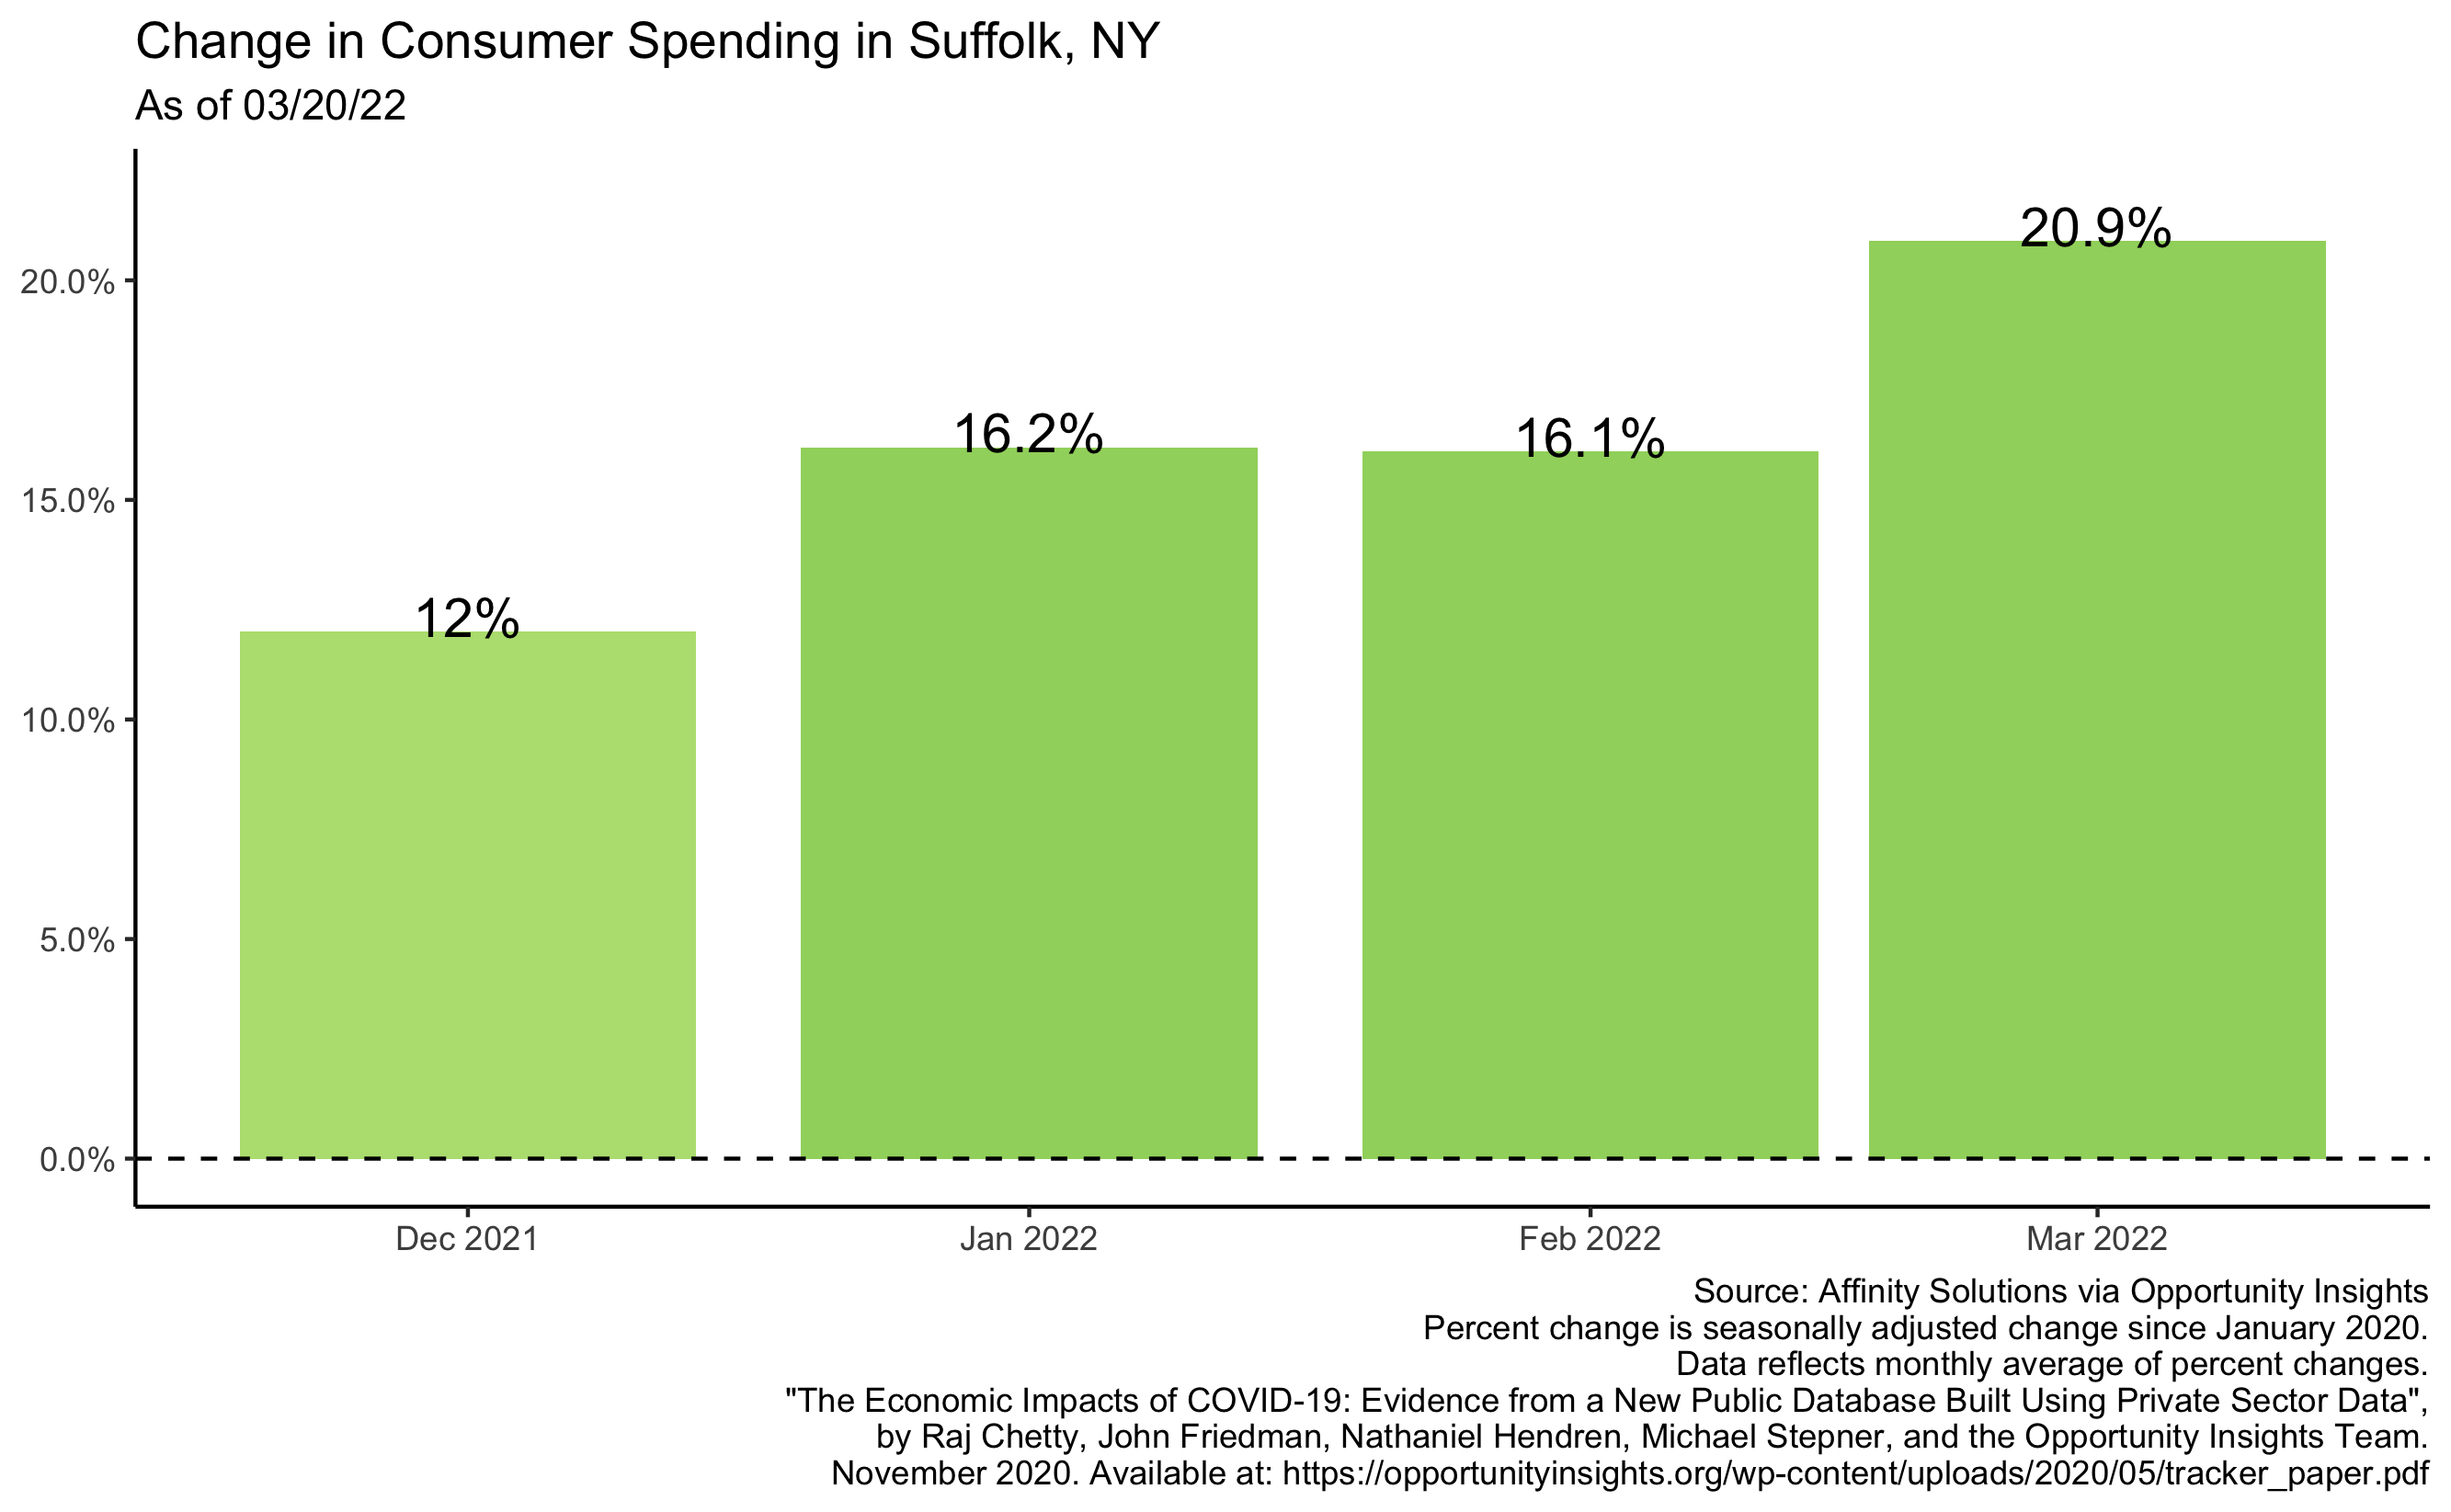 Change in Consumer Spending in Suffolk, NY
As of 03/20/22
20.9%
20.0%
16.2%
16.1%
15.0%
12%
10.0%
5.0%
0.0%
Dec 2021 Jan 2022 Feb 2022 Mar 2022
Source: Affinity Solutions via Opportunity Insights
Percent change is seasonally adjusted change since January 2020.
Data reflects monthly average of percent changes.
"The Economic Impacts of COVID-19: Evidence from a New Public Database Built Using Private Sector Data",
by Raj Chetty, John Friedman, Nathaniel Hendren, Michael Stepner, and the Opportunity Insights Team.
November 2020. Available at: https://opportunityinsights.org/wp-content/uploads/2020/05/tracker_paper.pdf